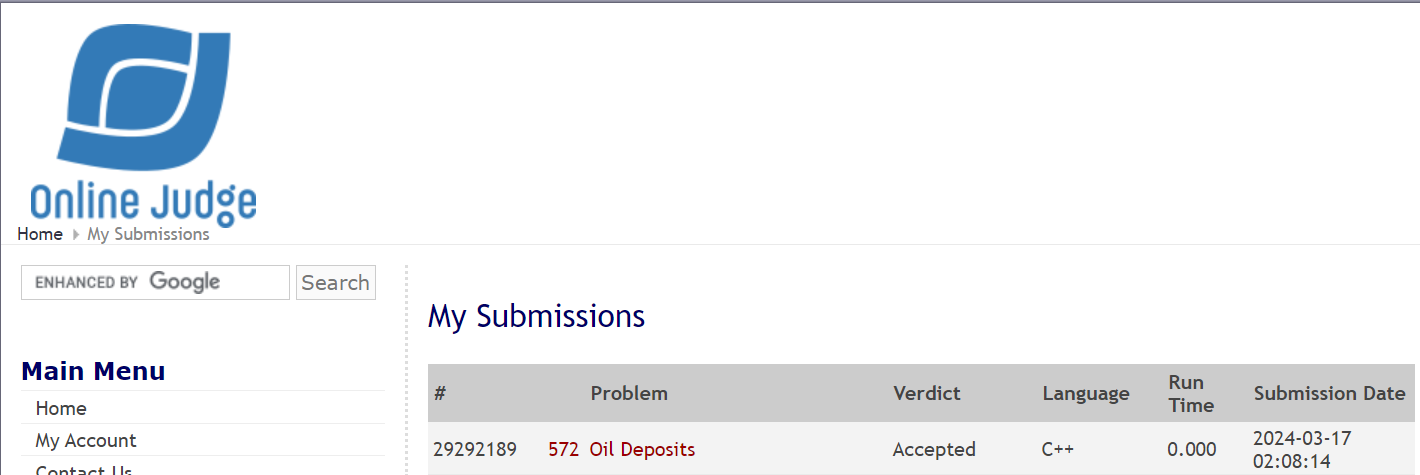 Online Judge
Home My Submissions
ENHANCED BY Google Search
My Submissions
Main Menu
# Problem Verdict Language Run Time Submission Date
Home
My Account
29292189 572 Oil Deposits Accepted C++ 0.000 2024-03-17 02:08:14
Contact Us